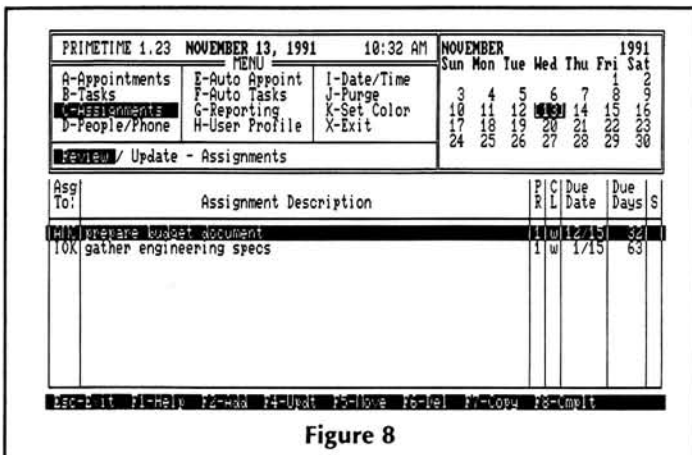 PRIMETIME 1.23 NOVEMBER 13, 1991 10:32 AM
MENU
A-Appointments E-Auto Appoint I-Date/Time
B-Tasks F-Auto Tasks J-Purge
C-Assignments G-Reporting K-Set Color
D-People/Phone H-User Profile X-Exit
Review / Update - Assignments
NOVEMBER 1991
Sun Mon Tue Wed Thu Fri Sat
1 2
3 4 5 6 7 8 9
10 11 12 [13] 14 15 16
17 18 19 20 21 22 23
24 25 26 27 28 29 30
Asg To: Assignment Description P R C L Due Date Due Days S
prepare budget document 1 w 12/15 32
gather engineering specs 1 w 1/15 63
Esc-Exit F1-Help F2-Add F4-Updt F5-Move F6-Del F7-Copy F8-Cmplt
Figure 8